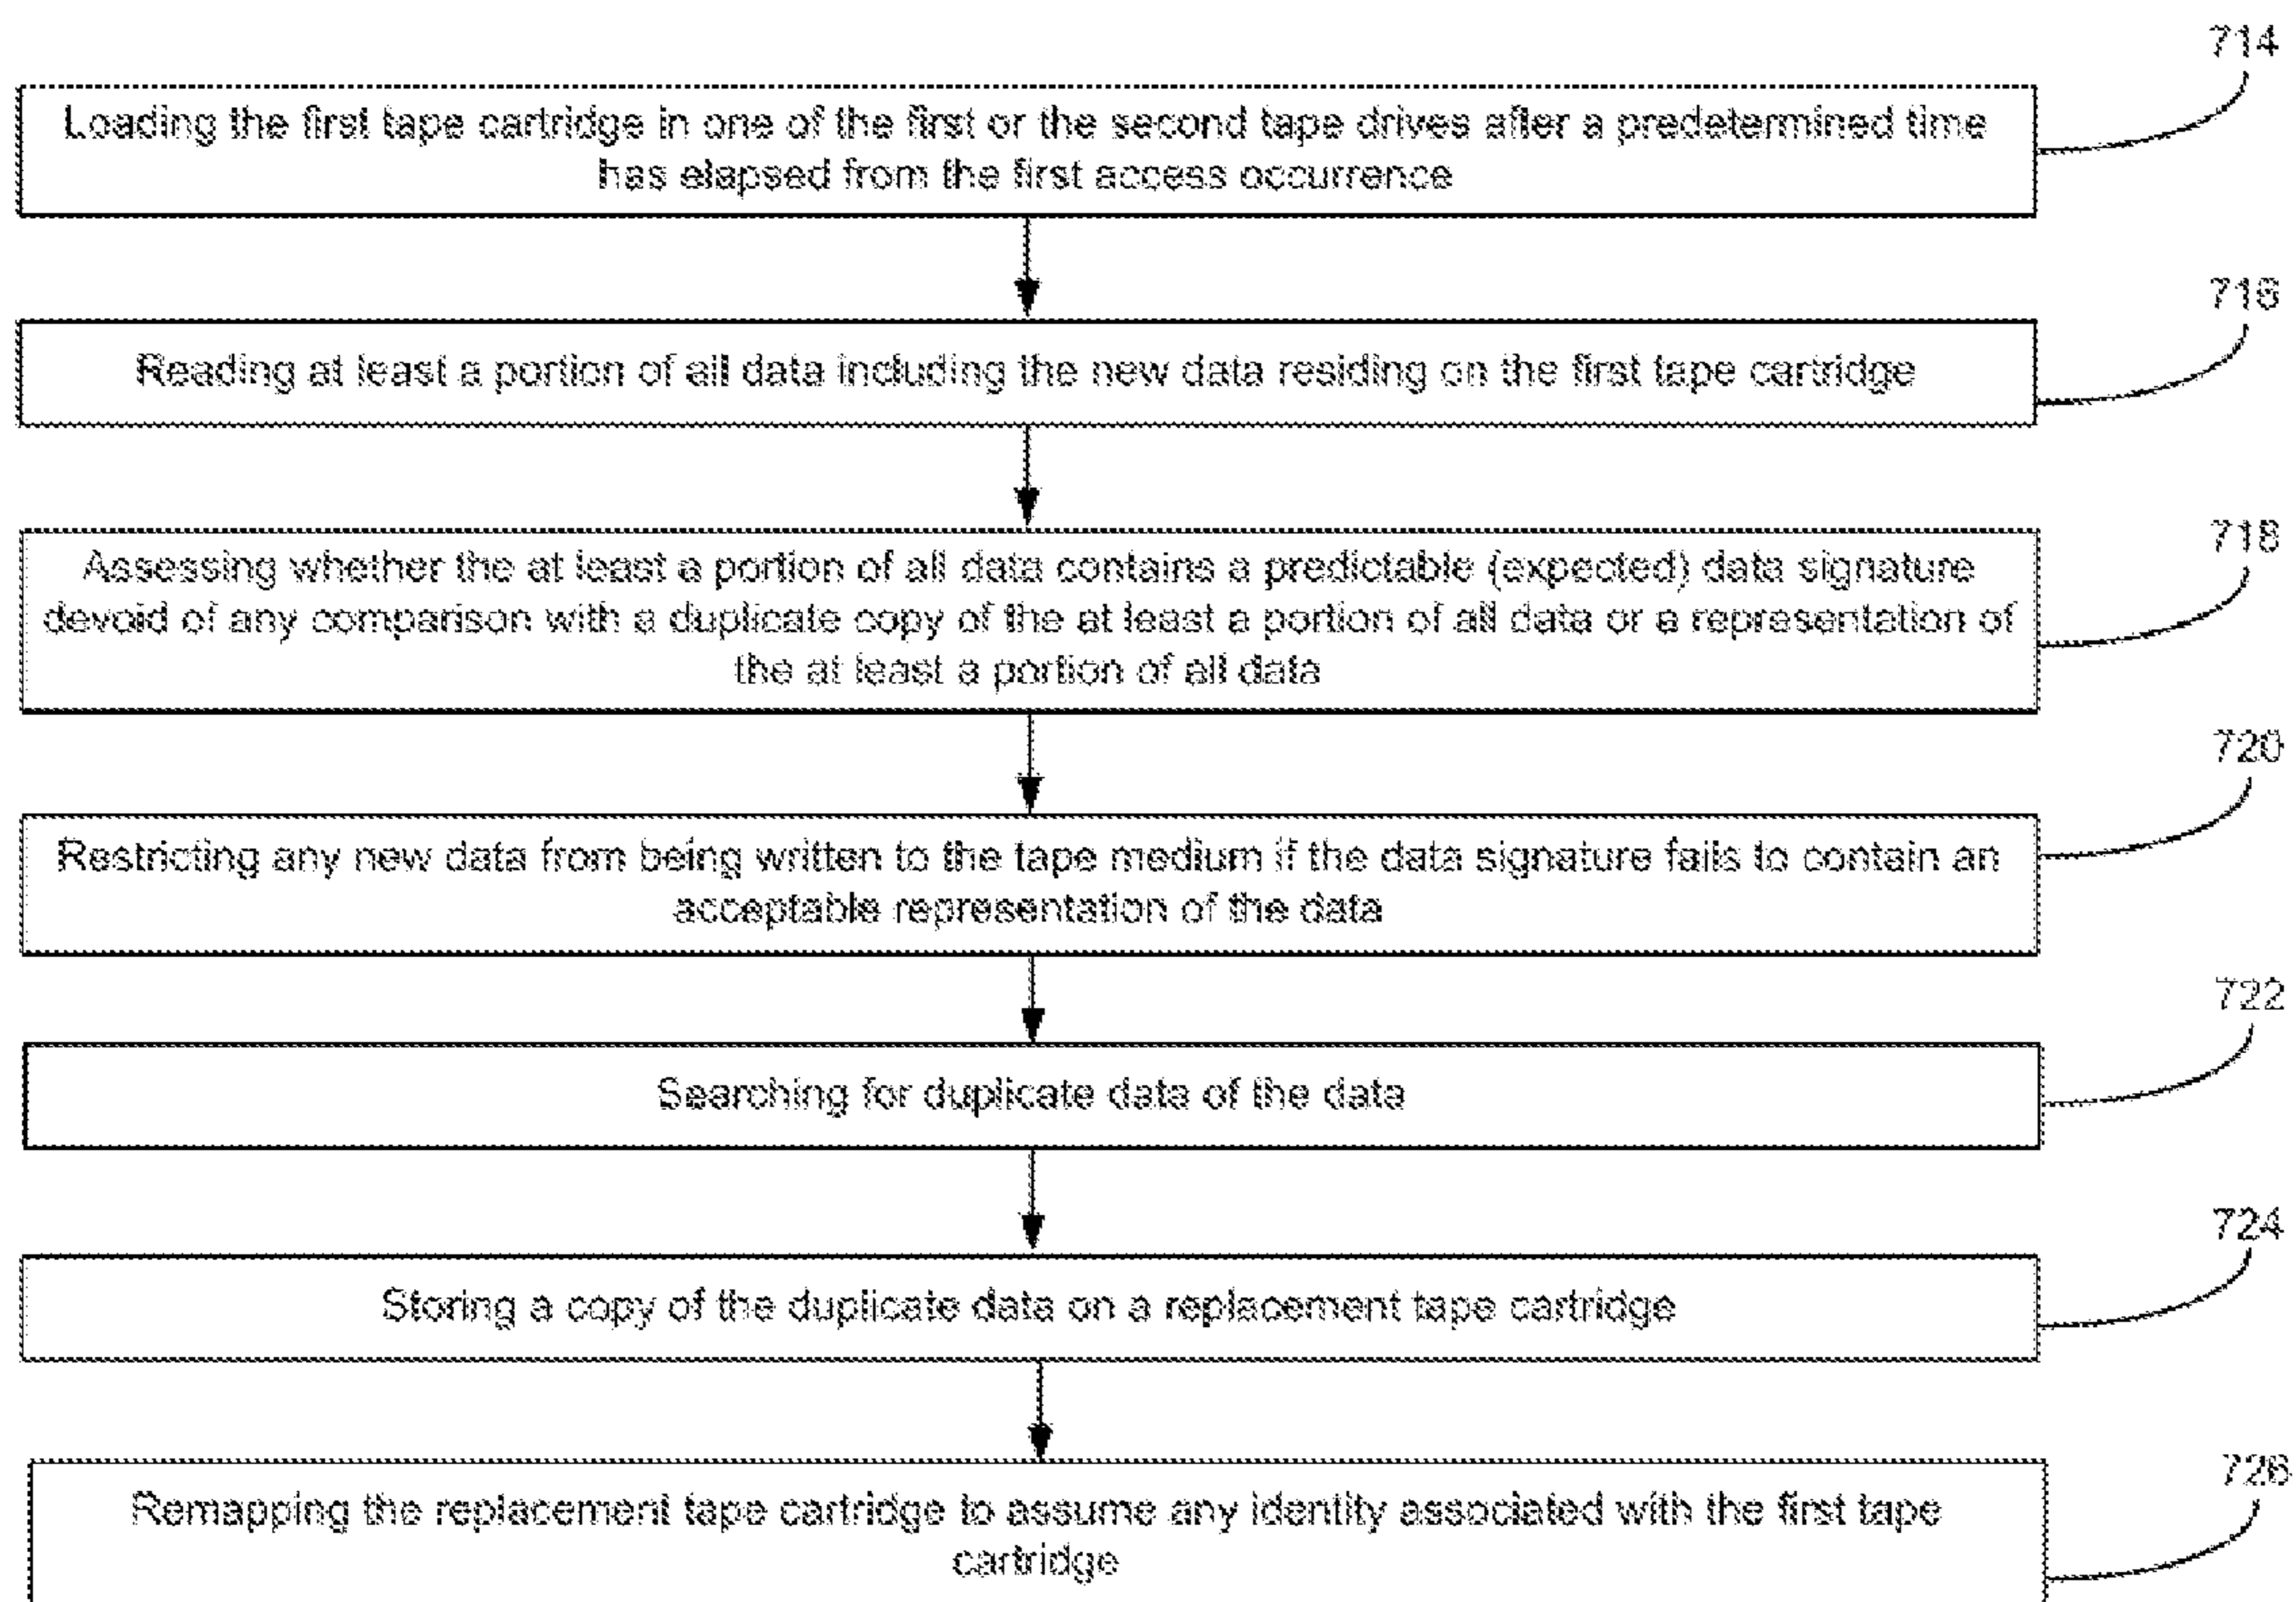 714
Loading the first tape cartridge in one of the first or the second tape drives after a predetermined time
has elapsed from the first access occurrence
716
Reading at least a portion of all data including the new data residing on the first tape cartridge
718
Assessing whether the at least a portion of all data contains a predictable (expected) data signature
devoid of any comparison with a duplicate copy of the at least a portion of all data or a representation of
the at least a portion of all data
720
Restricting any new data from being written to the tape medium if the data signature fails to contain an
acceptable representation of the data
722
Searching for duplicate data of the data
724
Storing a copy of the duplicate data on a replacement tape cartridge
726
Remapping the replacement tape cartridge to assume any identity associated with the first tape
cartridge